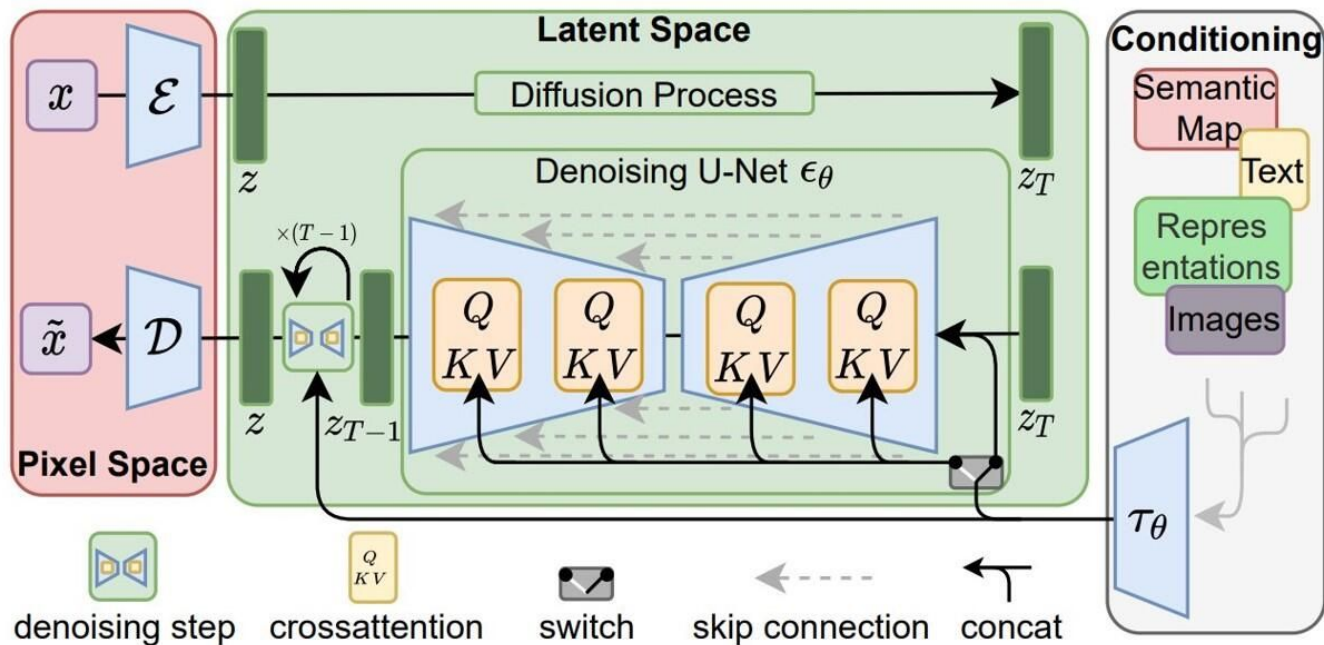 Latent Space
Conditioning
x
ℰ
Diffusion Process
Semantic
Map
z
Denoising U-Net ϵ_θ
z_T
Text
×(T − 1)
Repres
entations
Q
KV
Q
KV
Q
KV
Q
KV
Images
x̃
𝒟
z
z_{T−1}
z_T
Pixel Space
τ_θ
Q
KV
denoising step
crossattention
switch
skip connection
concat